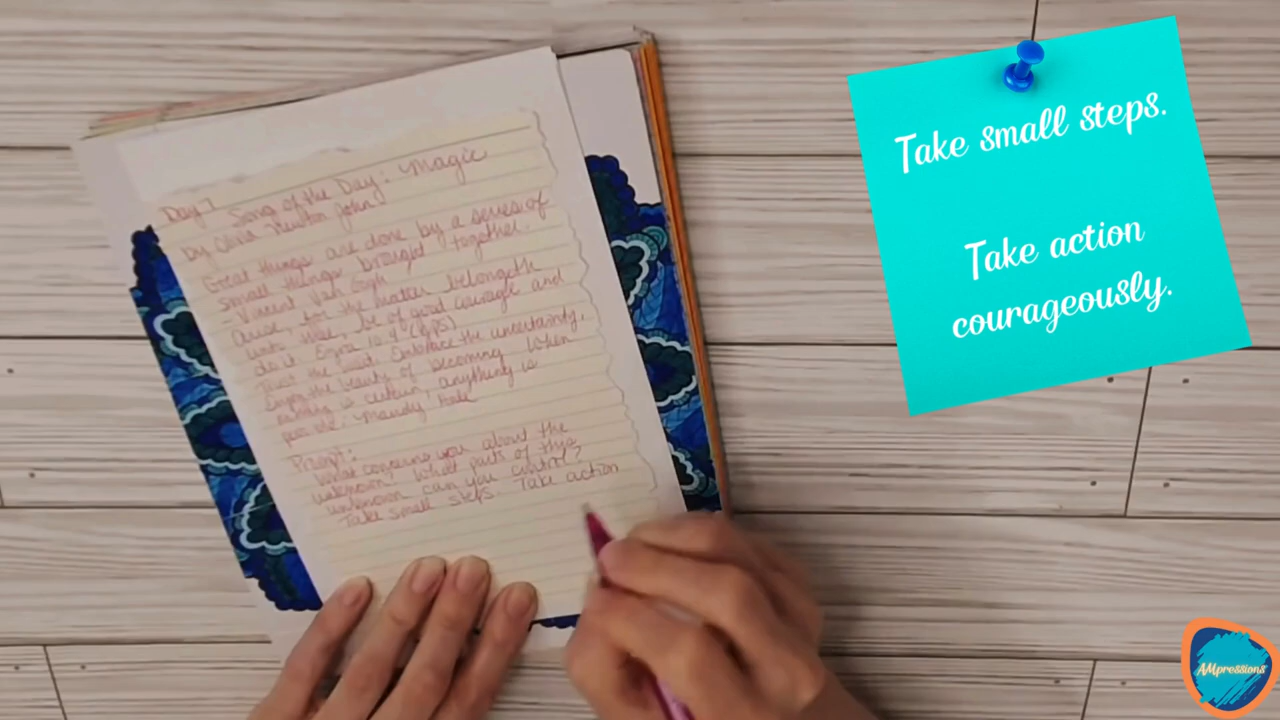 Day 1
Song of the Day: Magic
by Olivia Newton John
Great things are done by a series of
small things brought together.
Vincent Van Gogh
Arise, for the matter belongeth
unto thee, be of good courage and
do it. Ezra 10:4 (RPS)
Trust the wait. Embrace the uncertainty.
Enjoy the beauty of becoming. When
nothing is certain, anything is
possible. Mandy Hale
Prompt:
What concerns you about the
unknown? What parts of this
unknown can you control?
Take small steps. Take action
Take small steps.
Take action
courageously.
AMpressions